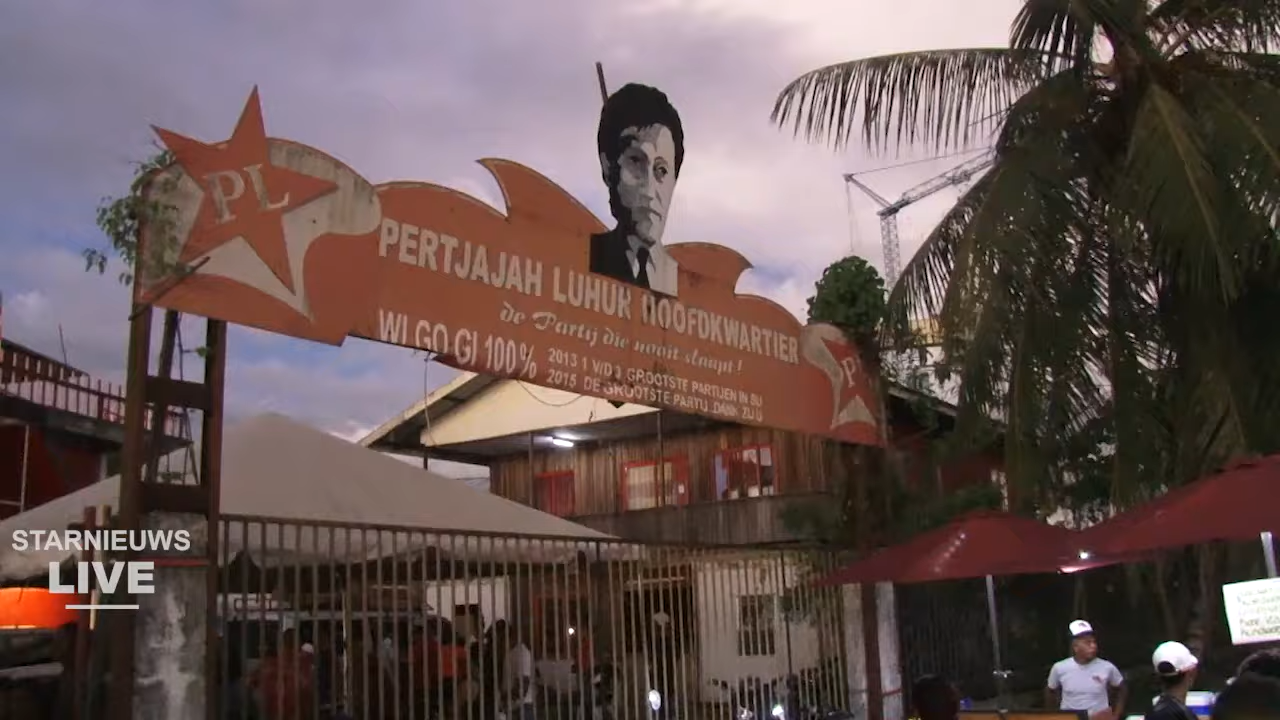 PL
PERTJAJAH LUHUR HOOFDKWARTIER
de Partij die nooit slaapt !
WI GO GI 100%
2013 1 V/D 3 GROOTSTE PARTIJEN IN SU
2015 DE GROOTSTE PARTIJ DANK ZIJ U
P
STARNIEUWS
LIVE